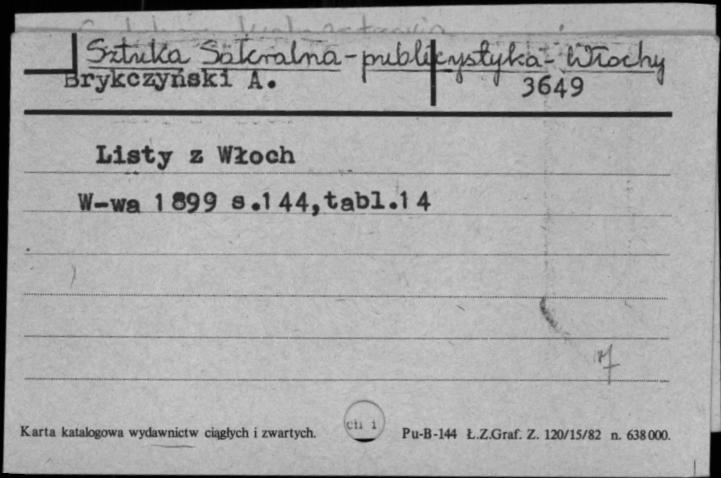 Sztuka Sakralna - publicystyka - Włochy
Brykczyński A.
3649
Listy z Włoch
W-wa 1899 s.144, tabl.14
Karta katalogowa wydawnictw ciągłych i zwartych.
Pu-B-144 Ł.Z.Graf. Z. 120/15/82 n. 638000.